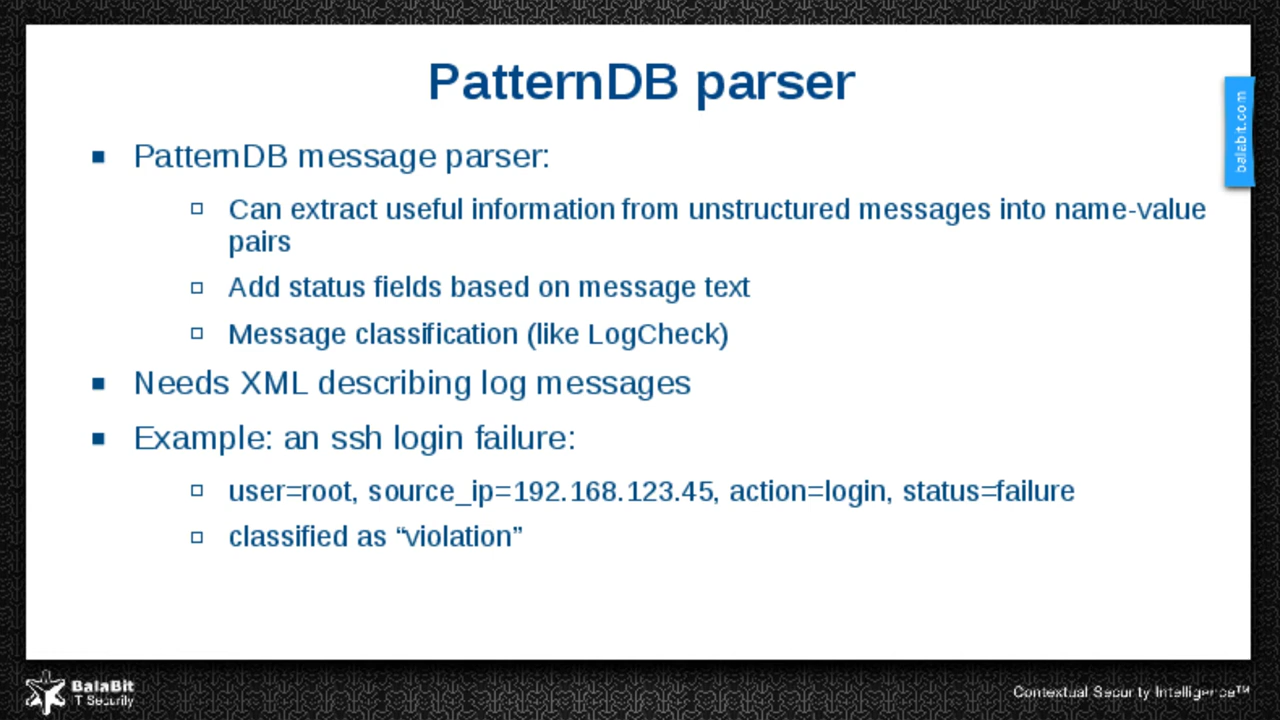 PatternDB parser
balabit.com
PatternDB message parser:
Can extract useful information from unstructured messages into name-value
pairs
Add status fields based on message text
Message classification (like LogCheck)
Needs XML describing log messages
Example: an ssh login failure:
user=root, source_ip=192.168.123.45, action=login, status=failure
classified as “violation”
BalaBit
IT Security
Contextual Security Intelligence™